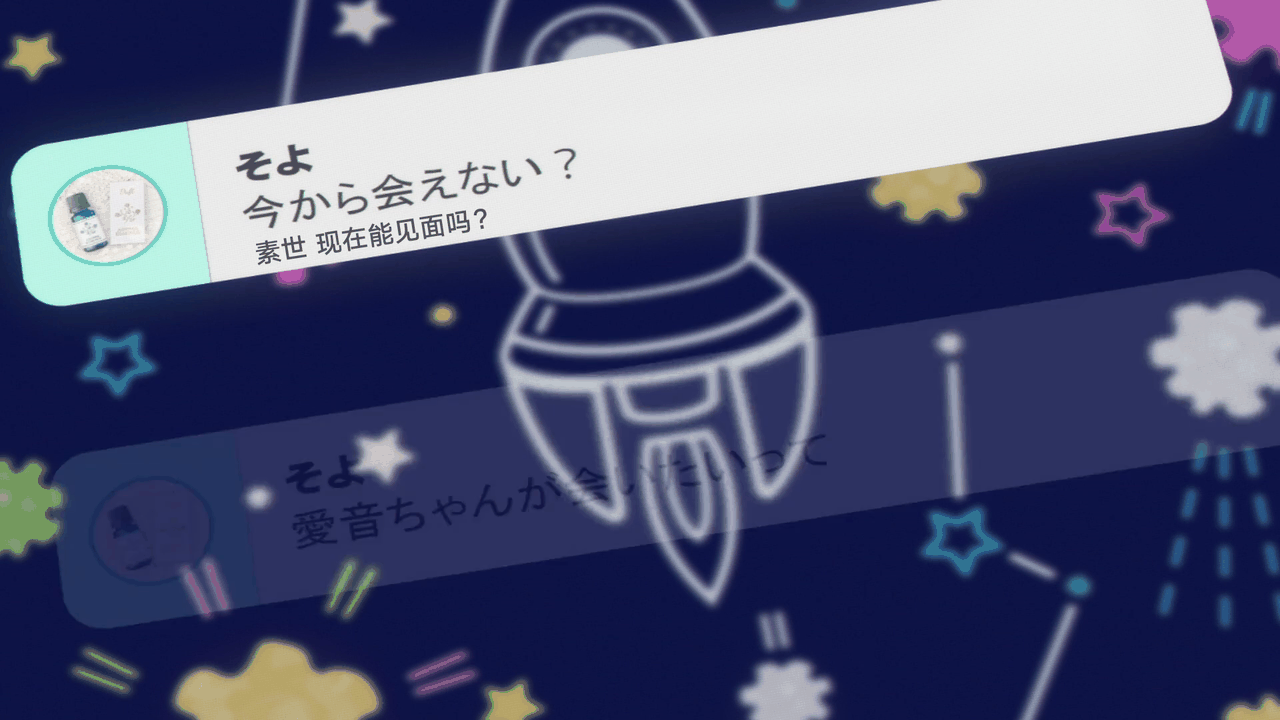 そよ
今から会えない？
素世 现在能见面吗？
そよ
愛音ちゃんが会いたいって